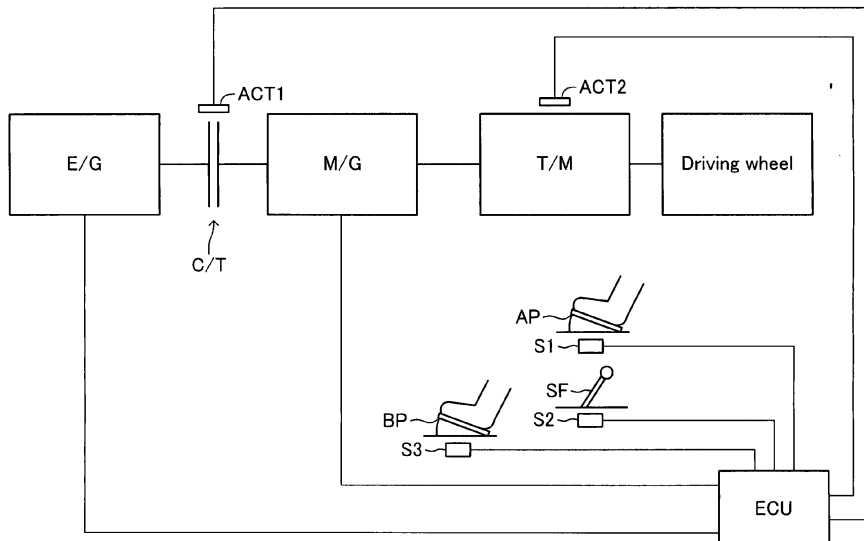 ACT1
ACT2
E/G
M/G
T/M
Driving wheel
C/T
AP
S1
SF
BP
S2
S3
ECU